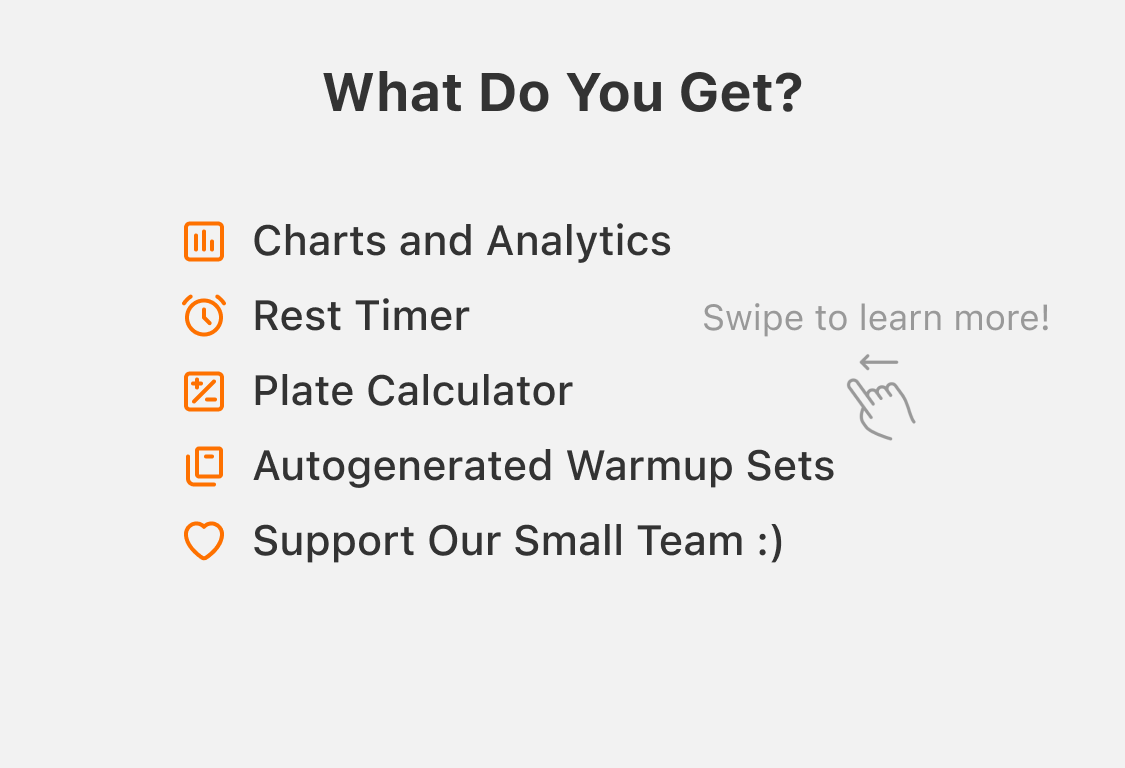 What Do You Get?
Charts and Analytics
Rest Timer
Swipe to learn more!
Plate Calculator
Autogenerated Warmup Sets
Support Our Small Team :)